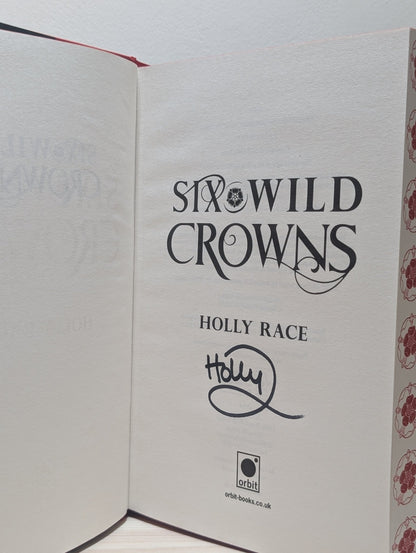 SIX WILD
CROWNS
HOLLY RACE
Holly
orbit
orbit-books.co.uk